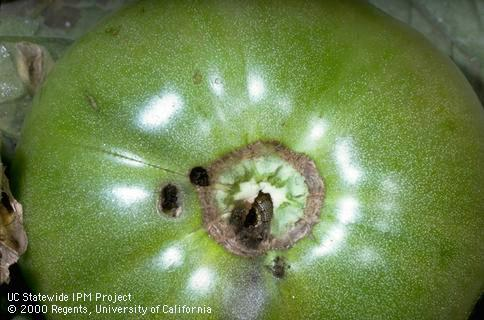 UC Statewide IPM Project
© 2000 Regents, University of California